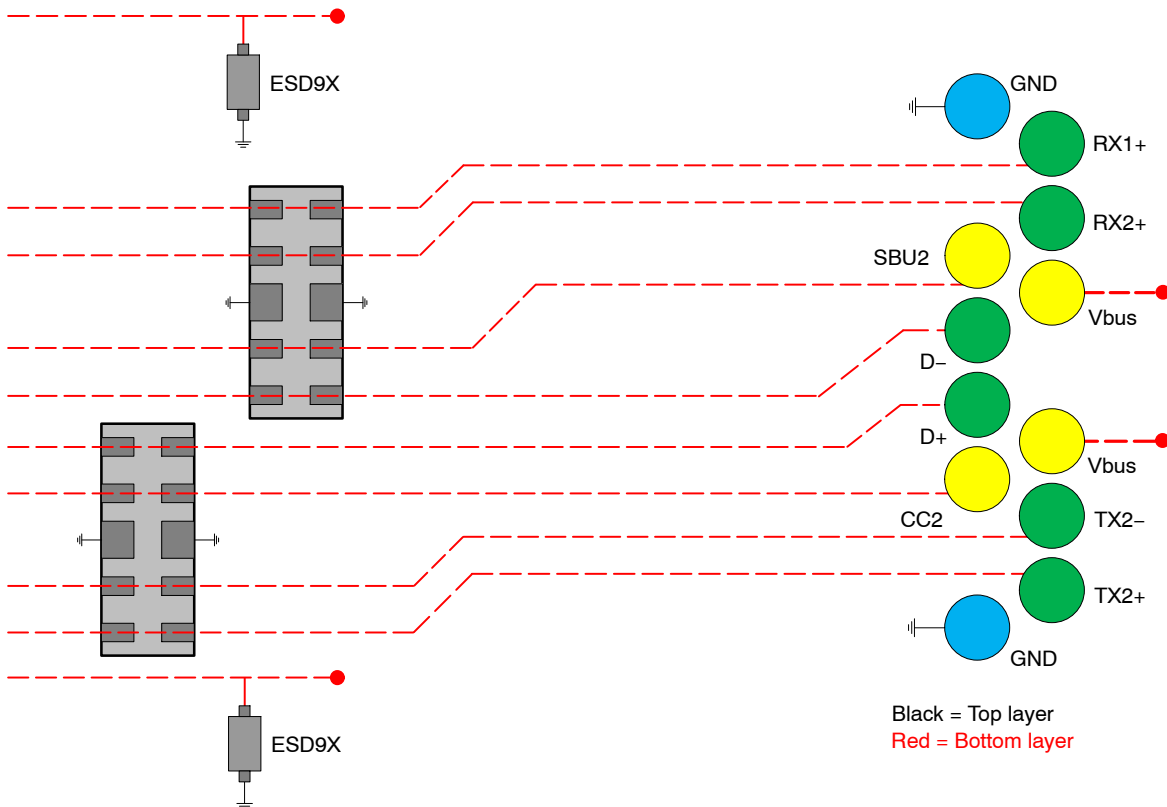 ESD9X
GND
RX1+
RX2+
SBU2
Vbus
D−
D+
Vbus
CC2
TX2−
TX2+
GND
Black = Top layer
Red = Bottom layer
ESD9X